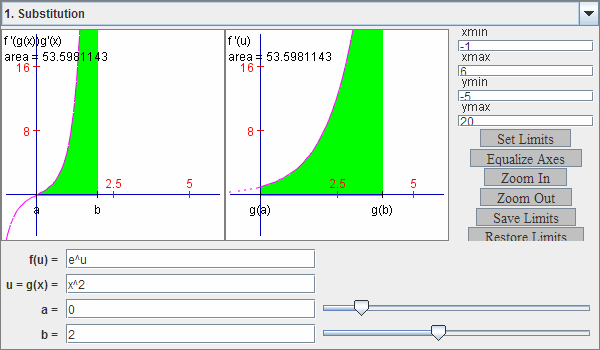 1. Substitution
f '(g(x))g'(x)
area = 53.5981143
16
8
2.5
5
a
b
f '(u)
area = 53.5981143
16
8
2.5
5
g(a)
g(b)
xmin
-1
xmax
6
ymin
-5
ymax
20
Set Limits
Equalize Axes
Zoom In
Zoom Out
Save Limits
Restore Limits
f(u) = e^u
u = g(x) = x^2
a = 0
b = 2